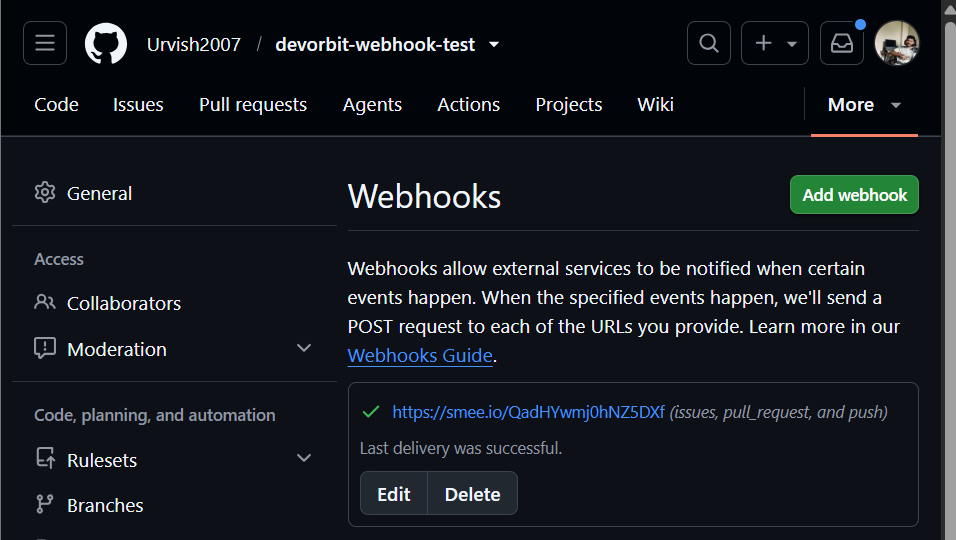 Urvish2007 / devorbit-webhook-test
Code Issues Pull requests Agents Actions Projects Wiki More
General
Access
Collaborators
Moderation
Code, planning, and automation
Rulesets
Branches
Webhooks
Add webhook
Webhooks allow external services to be notified when certain
events happen. When the specified events happen, we'll send a
POST request to each of the URLs you provide. Learn more in our
Webhooks Guide.
https://smee.io/QadHYwmj0hNZ5DXf (issues, pull_request, and push)
Last delivery was successful.
Edit Delete